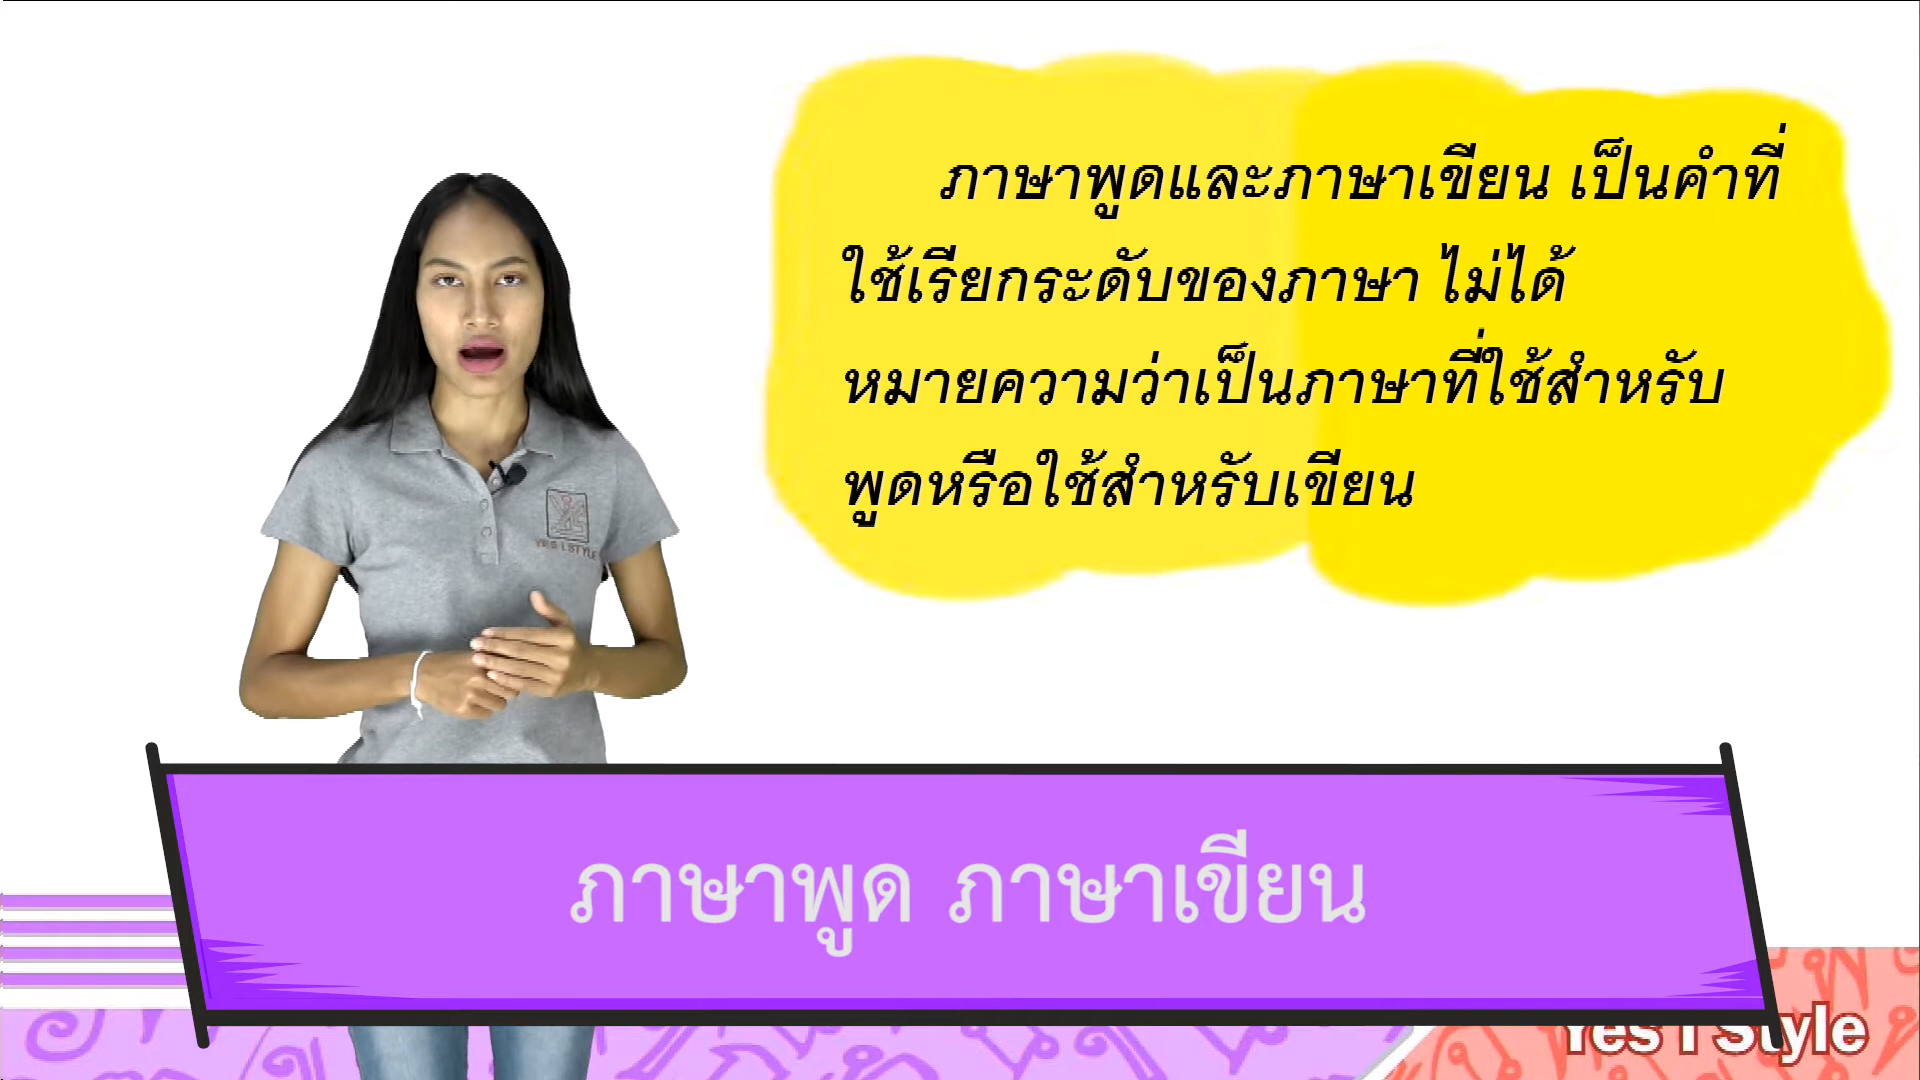 ภาษาพูดและภาษาเขียน เป็นคำที่
ใช้เรียกระดับของภาษา ไม่ได้
หมายความว่าเป็นภาษาที่ใช้สำหรับ
พูดหรือใช้สำหรับเขียน
YES I STYLE
ภาษาพูด ภาษาเขียน
Yes I Style